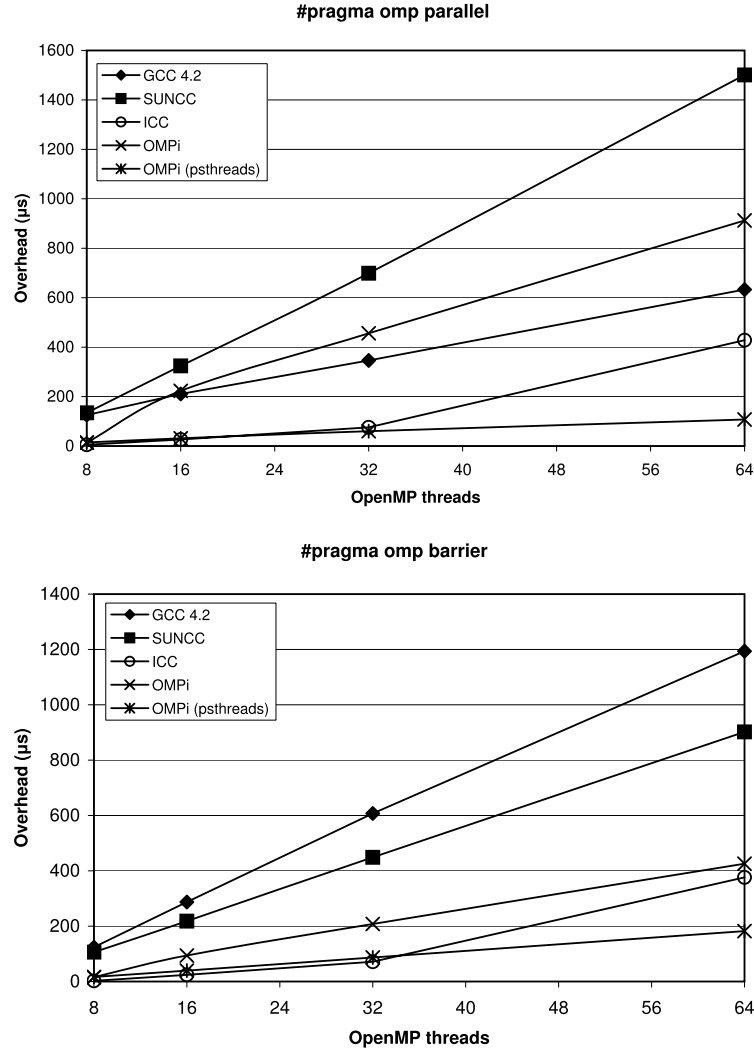 #pragma omp parallel
1600
1400
1200
1000
800
600
400
200
0
Overhead (µs)
GCC 4.2
SUNCC
ICC
OMPi
OMPi (psthreads)
8 16 24 32 40 48 56 64
OpenMP threads
#pragma omp barrier
1400
1200
1000
800
600
400
200
0
Overhead (µs)
GCC 4.2
SUNCC
ICC
OMPi
OMPi (psthreads)
8 16 24 32 40 48 56 64
OpenMP threads